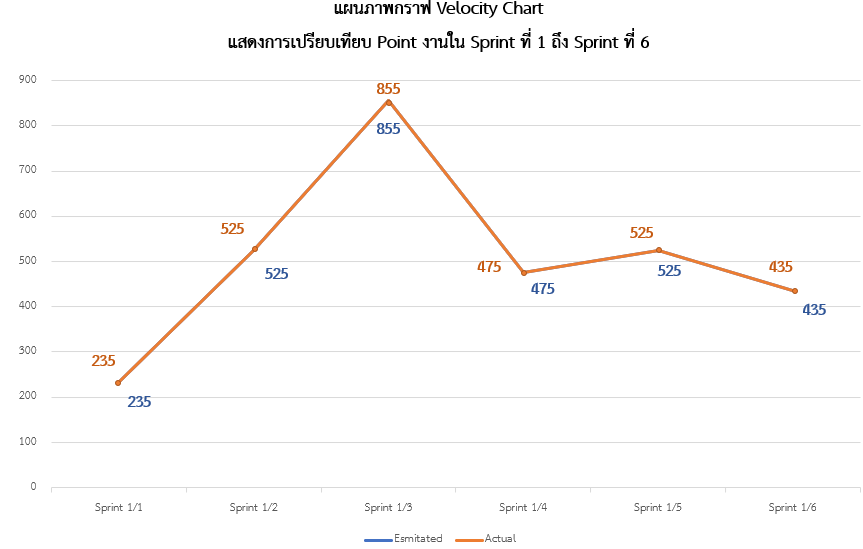 แผนภาพกราฟ Velocity Chart
แสดงการเปรียบเทียบ Point งานใน Sprint ที่ 1 ถึง Sprint ที่ 6
900
800
700
600
500
400
300
200
100
0
235
235
525
525
855
855
475
475
525
525
435
435
Sprint 1/1
Sprint 1/2
Sprint 1/3
Sprint 1/4
Sprint 1/5
Sprint 1/6
Esmitated
Actual